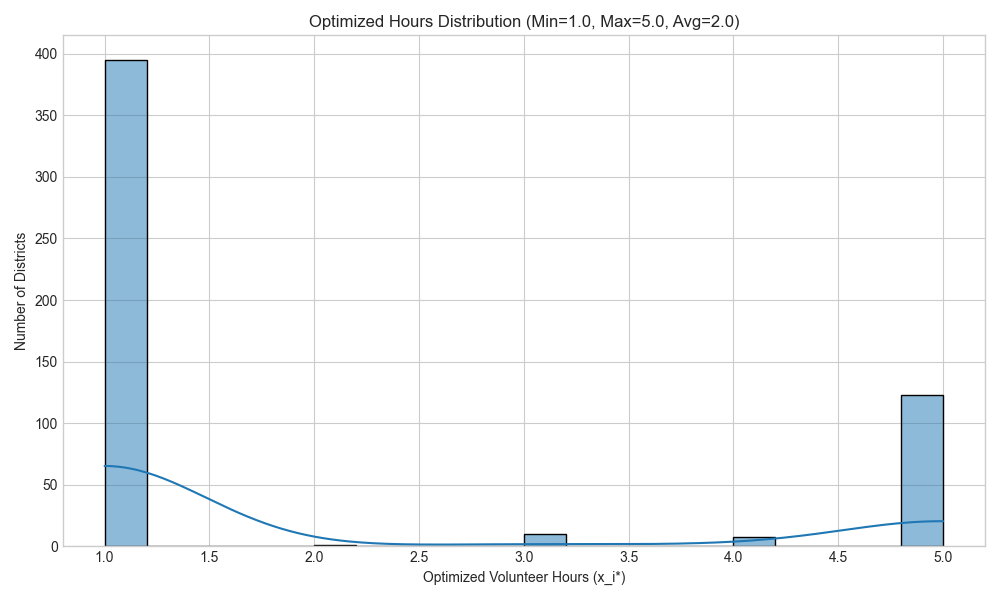 Optimized Hours Distribution (Min=1.0, Max=5.0, Avg=2.0)
400
350
300
250
200
150
100
50
0
Number of Districts
1.0 1.5 2.0 2.5 3.0 3.5 4.0 4.5 5.0
Optimized Volunteer Hours (x_i*)